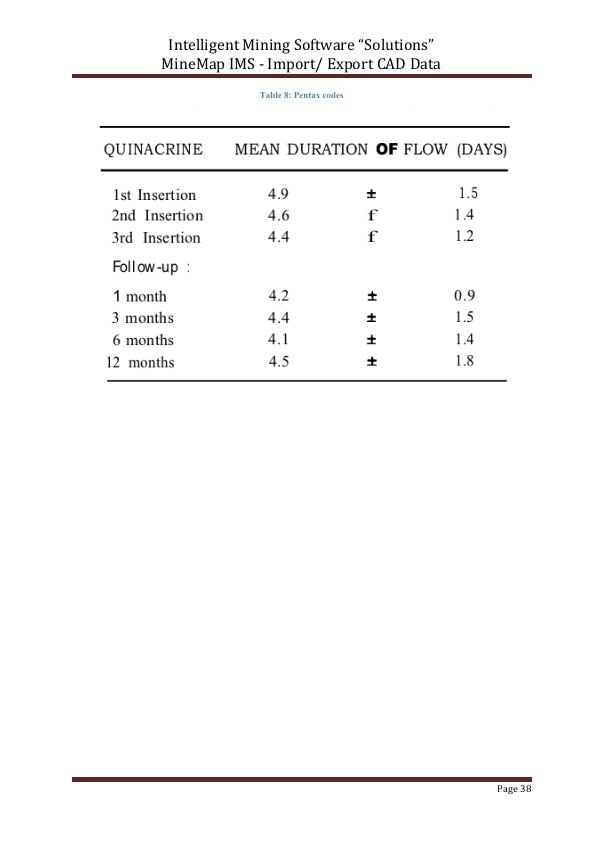 Intelligent Mining Software “Solutions”
MineMap IMS - Import/ Export CAD Data
Table 8: Pentax codes
QUINACRINE MEAN DURATION OF FLOW (DAYS)
1st Insertion 4.9 ± 1.5
2nd Insertion 4.6 f 1.4
3rd Insertion 4.4 f 1.2
Follow-up :
1 month 4.2 ± 0.9
3 months 4.4 ± 1.5
6 months 4.1 ± 1.4
12 months 4.5 ± 1.8
Page 38